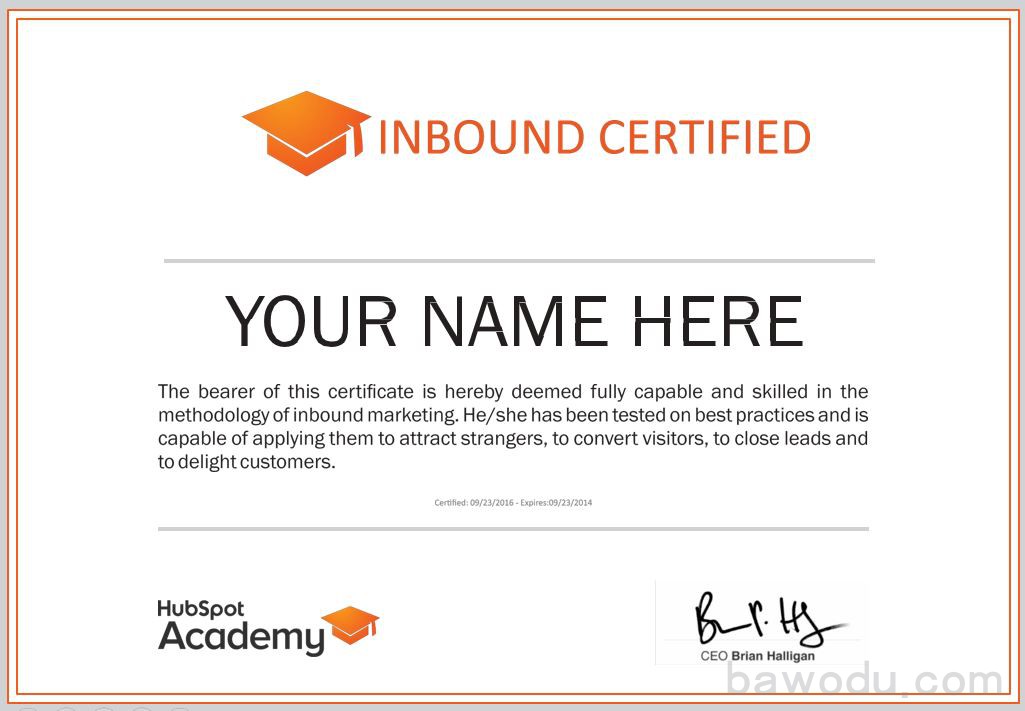 INBOUND CERTIFIED
YOUR NAME HERE
The bearer of this certificate is hereby deemed fully capable and skilled in the
methodology of inbound marketing. He/she has been tested on best practices and is
capable of applying them to attract strangers, to convert visitors, to close leads and
to delight customers.
Certified: 09/23/2016 - Expires:09/23/2014
HubSpot
Academy
CEO Brian Halligan
bawodu.com